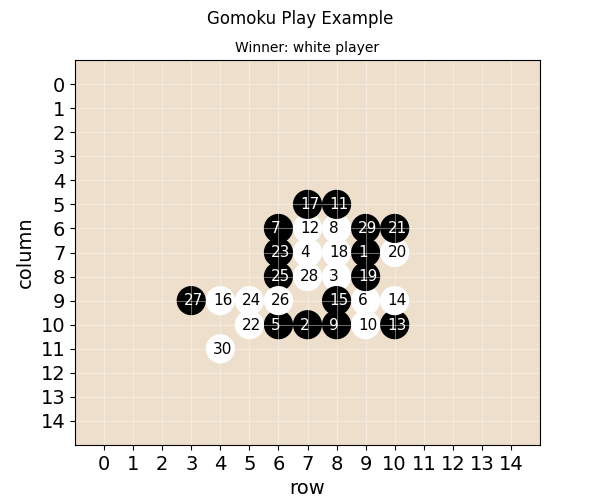 Gomoku Play Example
Winner: white player
column
0
1
2
3
4
5 17 11
6 7 12 8 29 21
7 23 4 18 1 20
8 25 28 3 19
9 27 16 24 26 15 6 14
10 22 5 2 9 10 13
11 30
12
13
14
0 1 2 3 4 5 6 7 8 9 10 11 12 13 14
row